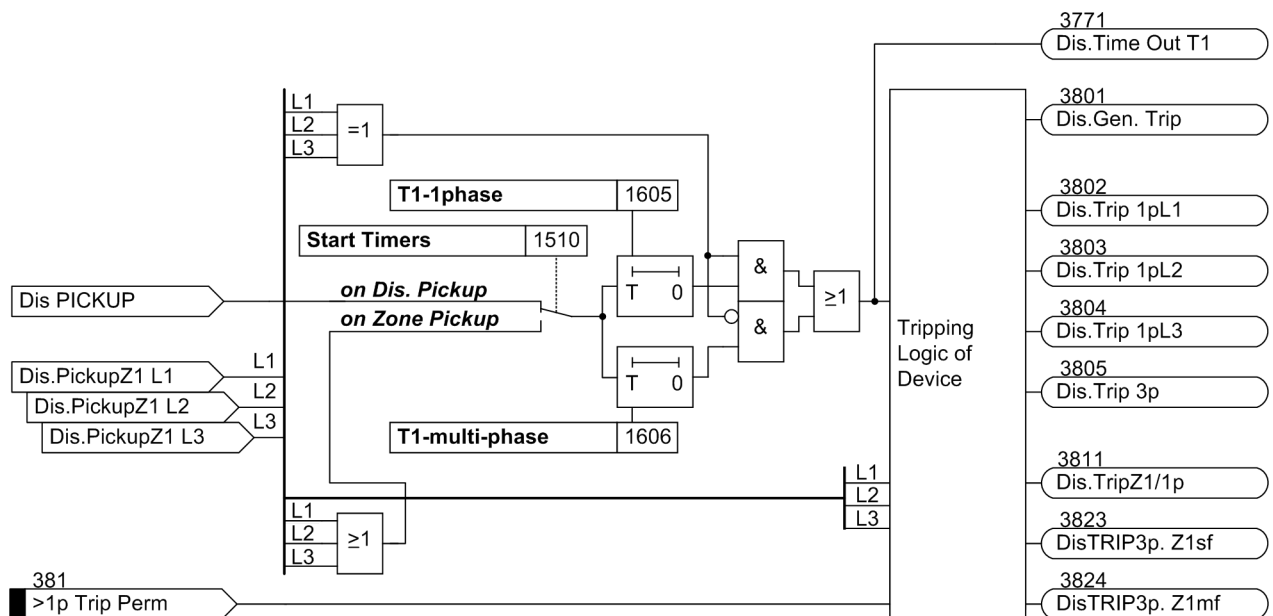 3771
Dis.Time Out T1
3801
Dis.Gen. Trip
L1
L2
L3
=1
T1-1phase 1605
3802
Dis.Trip 1pL1
Start Timers 1510
3803
Dis.Trip 1pL2
T 0
&
Dis PICKUP
on Dis. Pickup
on Zone Pickup
≥1
&
Tripping
Logic of
Device
3804
Dis.Trip 1pL3
3805
Dis.Trip 3p
T 0
L1
Dis.PickupZ1 L1
L2
Dis.PickupZ1 L2
L3
Dis.PickupZ1 L3
T1-multi-phase 1606
L1
L2
L3
3811
Dis.TripZ1/1p
L1
L2
L3
≥1
3823
DisTRIP3p. Z1sf
381
>1p Trip Perm
3824
DisTRIP3p. Z1mf